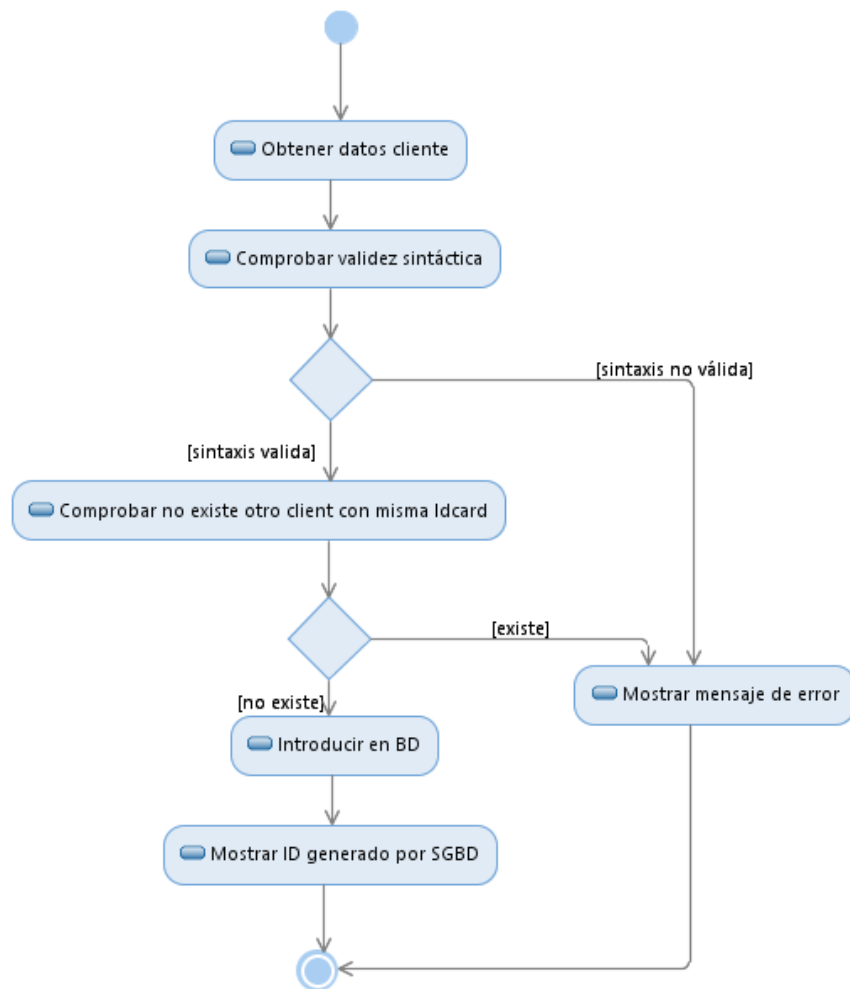 Obtener datos cliente
Comprobar validez sintáctica
[sintaxis no válida]
[sintaxis valida]
Comprobar no existe otro client con misma Idcard
[existe]
[no existe]
Mostrar mensaje de error
Introducir en BD
Mostrar ID generado por SGBD